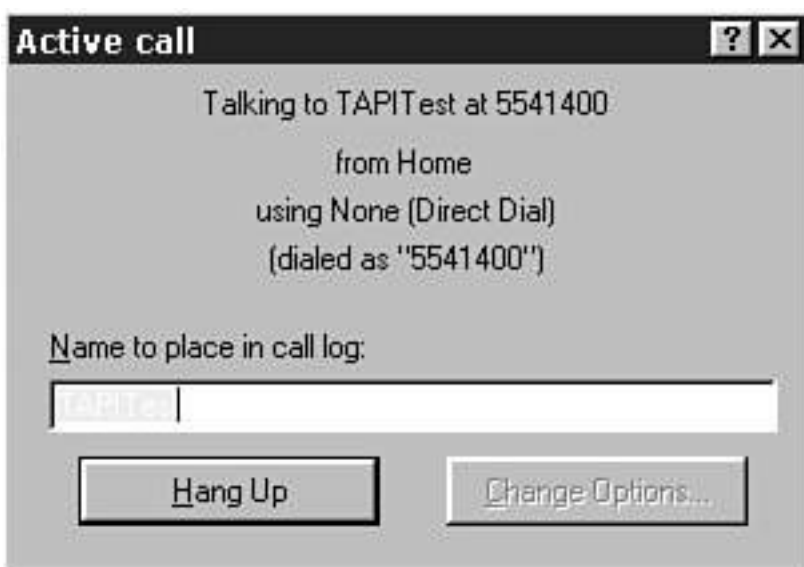 Active call
Talking to TAPITest at 5541400
from Home
using None (Direct Dial)
(dialed as "5541400")
Name to place in call log:
TAPITest
Hang Up
Change Options...